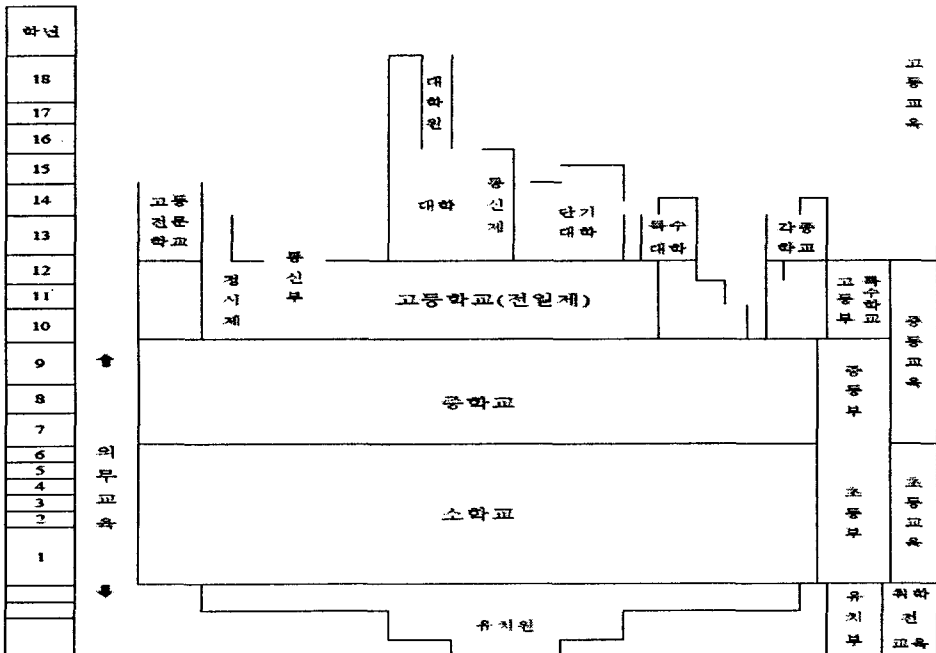 학년
18
17
16
15
14
13
12
11
10
9
8
7
6
5
4
3
2
1
의무교육
고등전문학교
정시제
통신부
대학원
대학
통신제
단기대학
특수대학
각종학교
고등학교(전일제)
중학교
소학교
유치원
고등부
특수학교
중등부
초등부
유치부
고등교육
중등교육
초등교육
취학전교육